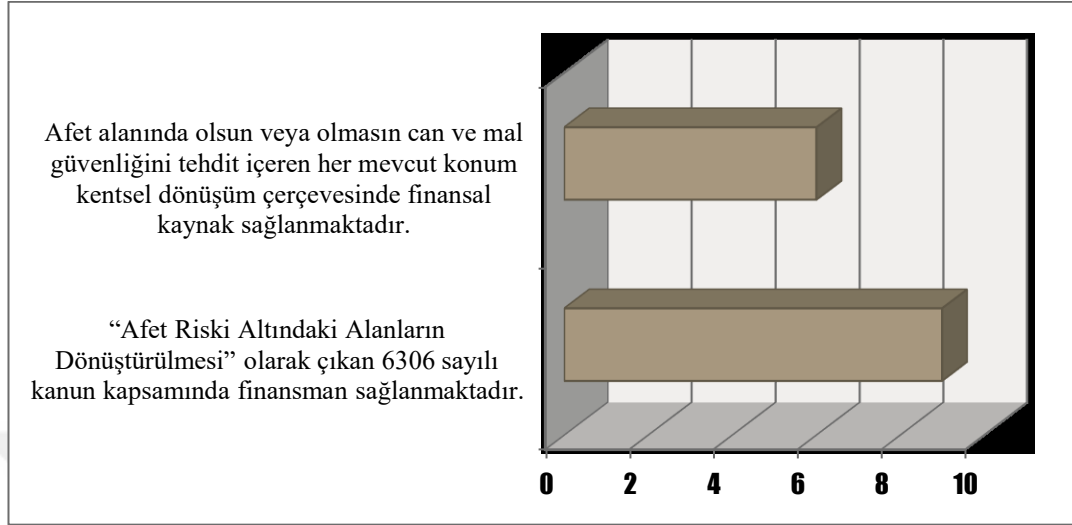 Afet alanında olsun veya olmasın can ve mal
güvenliğini tehdit içeren her mevcut konum
kentsel dönüşüm çerçevesinde finansal
kaynak sağlanmaktadır.
“Afet Riski Altındaki Alanların
Dönüştürülmesi” olarak çıkan 6306 sayılı
kanun kapsamında finansman sağlanmaktadır.
0 2 4 6 8 10